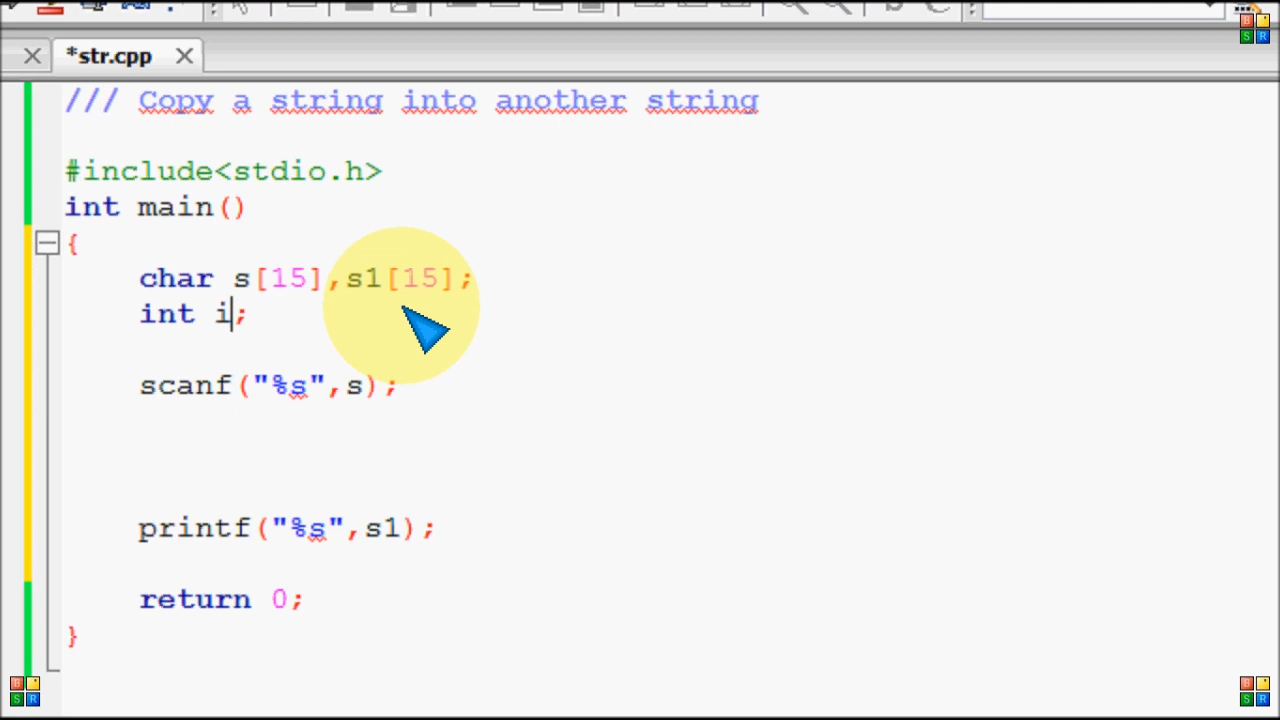 *str.cpp
/// Copy a string into another string
#include<stdio.h>
int main()
{
char s[15],s1[15];
int i;
scanf("%s",s);
printf("%s",s1);
return 0;
}